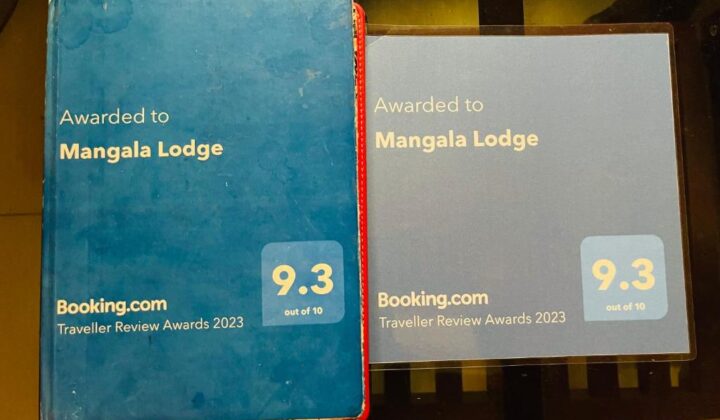 Awarded to
Mangala Lodge
9.3
out of 10
Booking.com
Traveller Review Awards 2023
Awarded to
Mangala Lodge
9.3
out of 10
Booking.com
Traveller Review Awards 2023